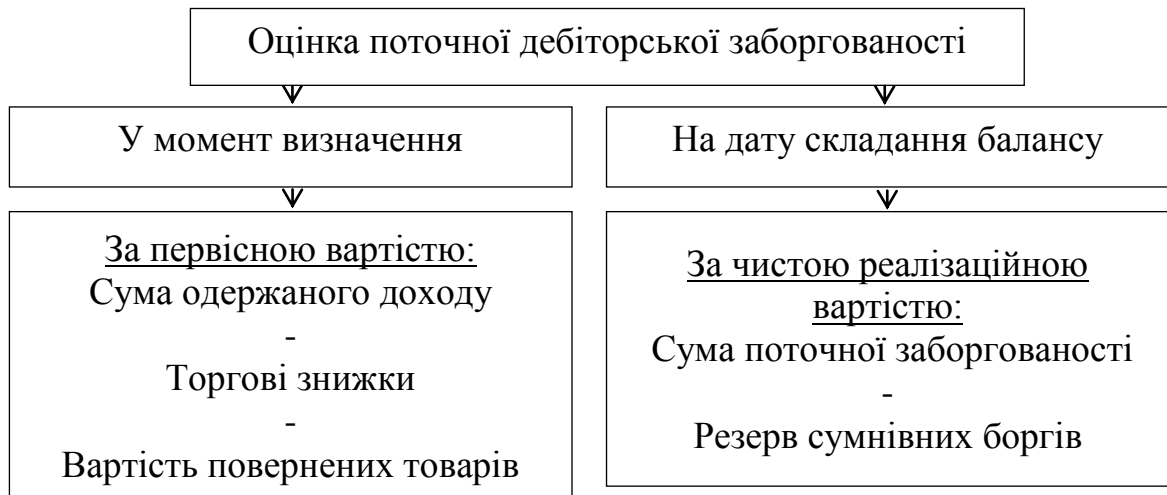 Оцінка поточної дебіторської заборгованості
У момент визначення
На дату складання балансу
За первісною вартістю:
Сума одержаного доходу
-
Торгові знижки
-
Вартість повернених товарів
За чистою реалізаційною
вартістю:
Сума поточної заборгованості
-
Резерв сумнівних боргів